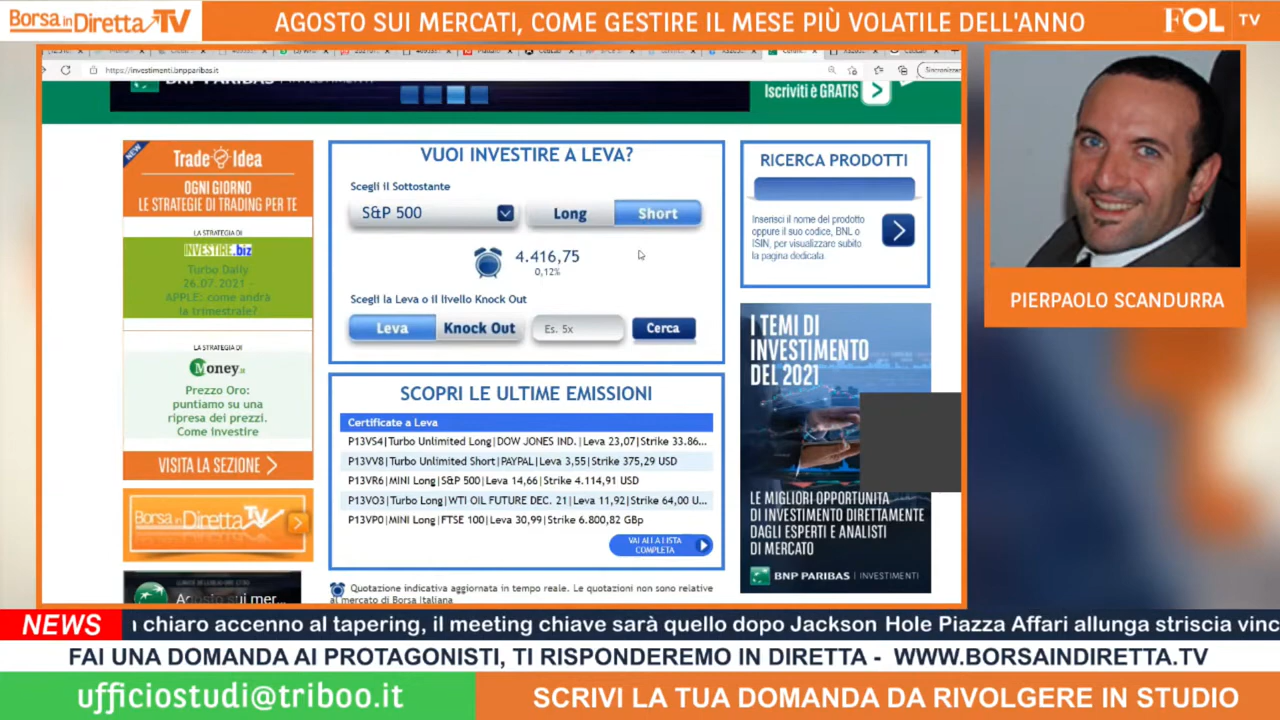 Borsa in Diretta TV
AGOSTO SUI MERCATI, COME GESTIRE IL MESE PIÙ VOLATILE DELL'ANNO
FOL TV
https://investimenti.bnpparibas.it
Sincronizzaz
BNP PARIBAS
Iscriviti è GRATIS
NEW
Trade Idea
OGNI GIORNO
LE STRATEGIE DI TRADING PER TE
LA STRATEGIA DI
INVESTIRE.biz
Turbo Daily
26.07.2021 -
APPLE: come andrà
la trimestrale?
LA STRATEGIA DI
Money.it
Prezzo Oro:
puntiamo su una
ripresa dei prezzi.
Come investire
VISITA LA SEZIONE
Borsa in Diretta TV
Agosto sui mer...
VUOI INVESTIRE A LEVA?
Scegli il Sottostante
S&P 500
Long
Short
4.416,75
0,12%
Scegli la Leva o il livello Knock Out
Leva
Knock Out
Es. 5x
Cerca
SCOPRI LE ULTIME EMISSIONI
Certificate a Leva
P13VS4|Turbo Unlimited Long|DOW JONES IND.|Leva 23,07|Strike 33.86...
P13VV8|Turbo Unlimited Short|PAYPAL|Leva 3,55|Strike 375,29 USD
P13VR6|MINI Long|S&P 500|Leva 14,66|Strike 4.114,91 USD
P13VO3|Turbo Long|WTI OIL FUTURE DEC. 21|Leva 11,92|Strike 64,00 U...
P13VP0|MINI Long|FTSE 100|Leva 30,99|Strike 6.800,82 GBp
VAI ALLA LISTA
COMPLETA
Quotazione indicativa aggiornata in tempo reale. Le quotazioni non sono relative
al mercato di Borsa Italiana
RICERCA PRODOTTI
Inserisci il nome del prodotto
oppure il suo codice, BNL o
ISIN, per visualizzare subito
la pagina dedicata.
I TEMI DI
INVESTIMENTO
DEL 2021
LE MIGLIORI OPPORTUNITÀ
DI INVESTIMENTO DIRETTAMENTE
DAGLI ESPERTI E ANALISTI
DI MERCATO
BNP PARIBAS | INVESTIMENTI
PIERPAOLO SCANDURRA
NEWS
n chiaro accenno al tapering, il meeting chiave sarà quello dopo Jackson Hole Piazza Affari allunga striscia vinc
FAI UNA DOMANDA AI PROTAGONISTI, TI RISPONDEREMO IN DIRETTA - WWW.BORSAINDIRETTA.TV
ufficiostudi@triboo.it
SCRIVI LA TUA DOMANDA DA RIVOLGERE IN STUDIO